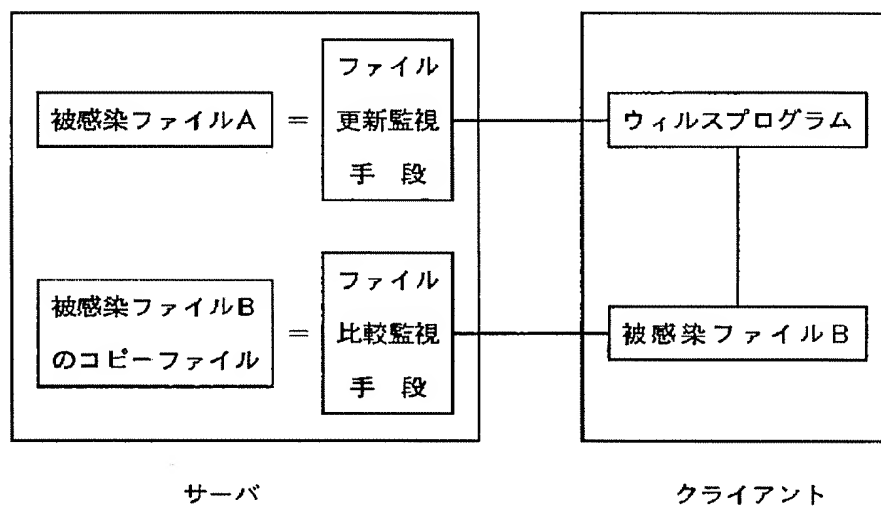 被感染ファイルA
=
ファイル
更新監視
手 段
ウィルスプログラム
被感染ファイルB
のコピーファイル
=
ファイル
比較監視
手 段
被感染ファイルB
サーバ
クライアント